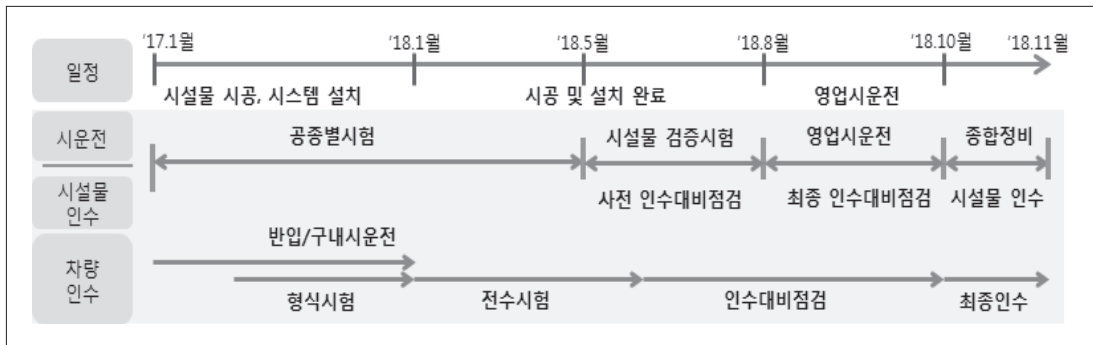 ‘17.1월 ‘18.1월 ‘18.5월 ‘18.8월 ‘18.10월 ‘18.11월
일정
시설물 시공, 시스템 설치 시공 및 설치 완료 영업시운전
시운전 공종별시험 시설물 검증시험 영업시운전 종합정비
시설물
인수
사전 인수대비점검 최종 인수대비점검 시설물 인수
반입/구내시운전
차량
인수
형식시험 전수시험 인수대비점검 최종인수